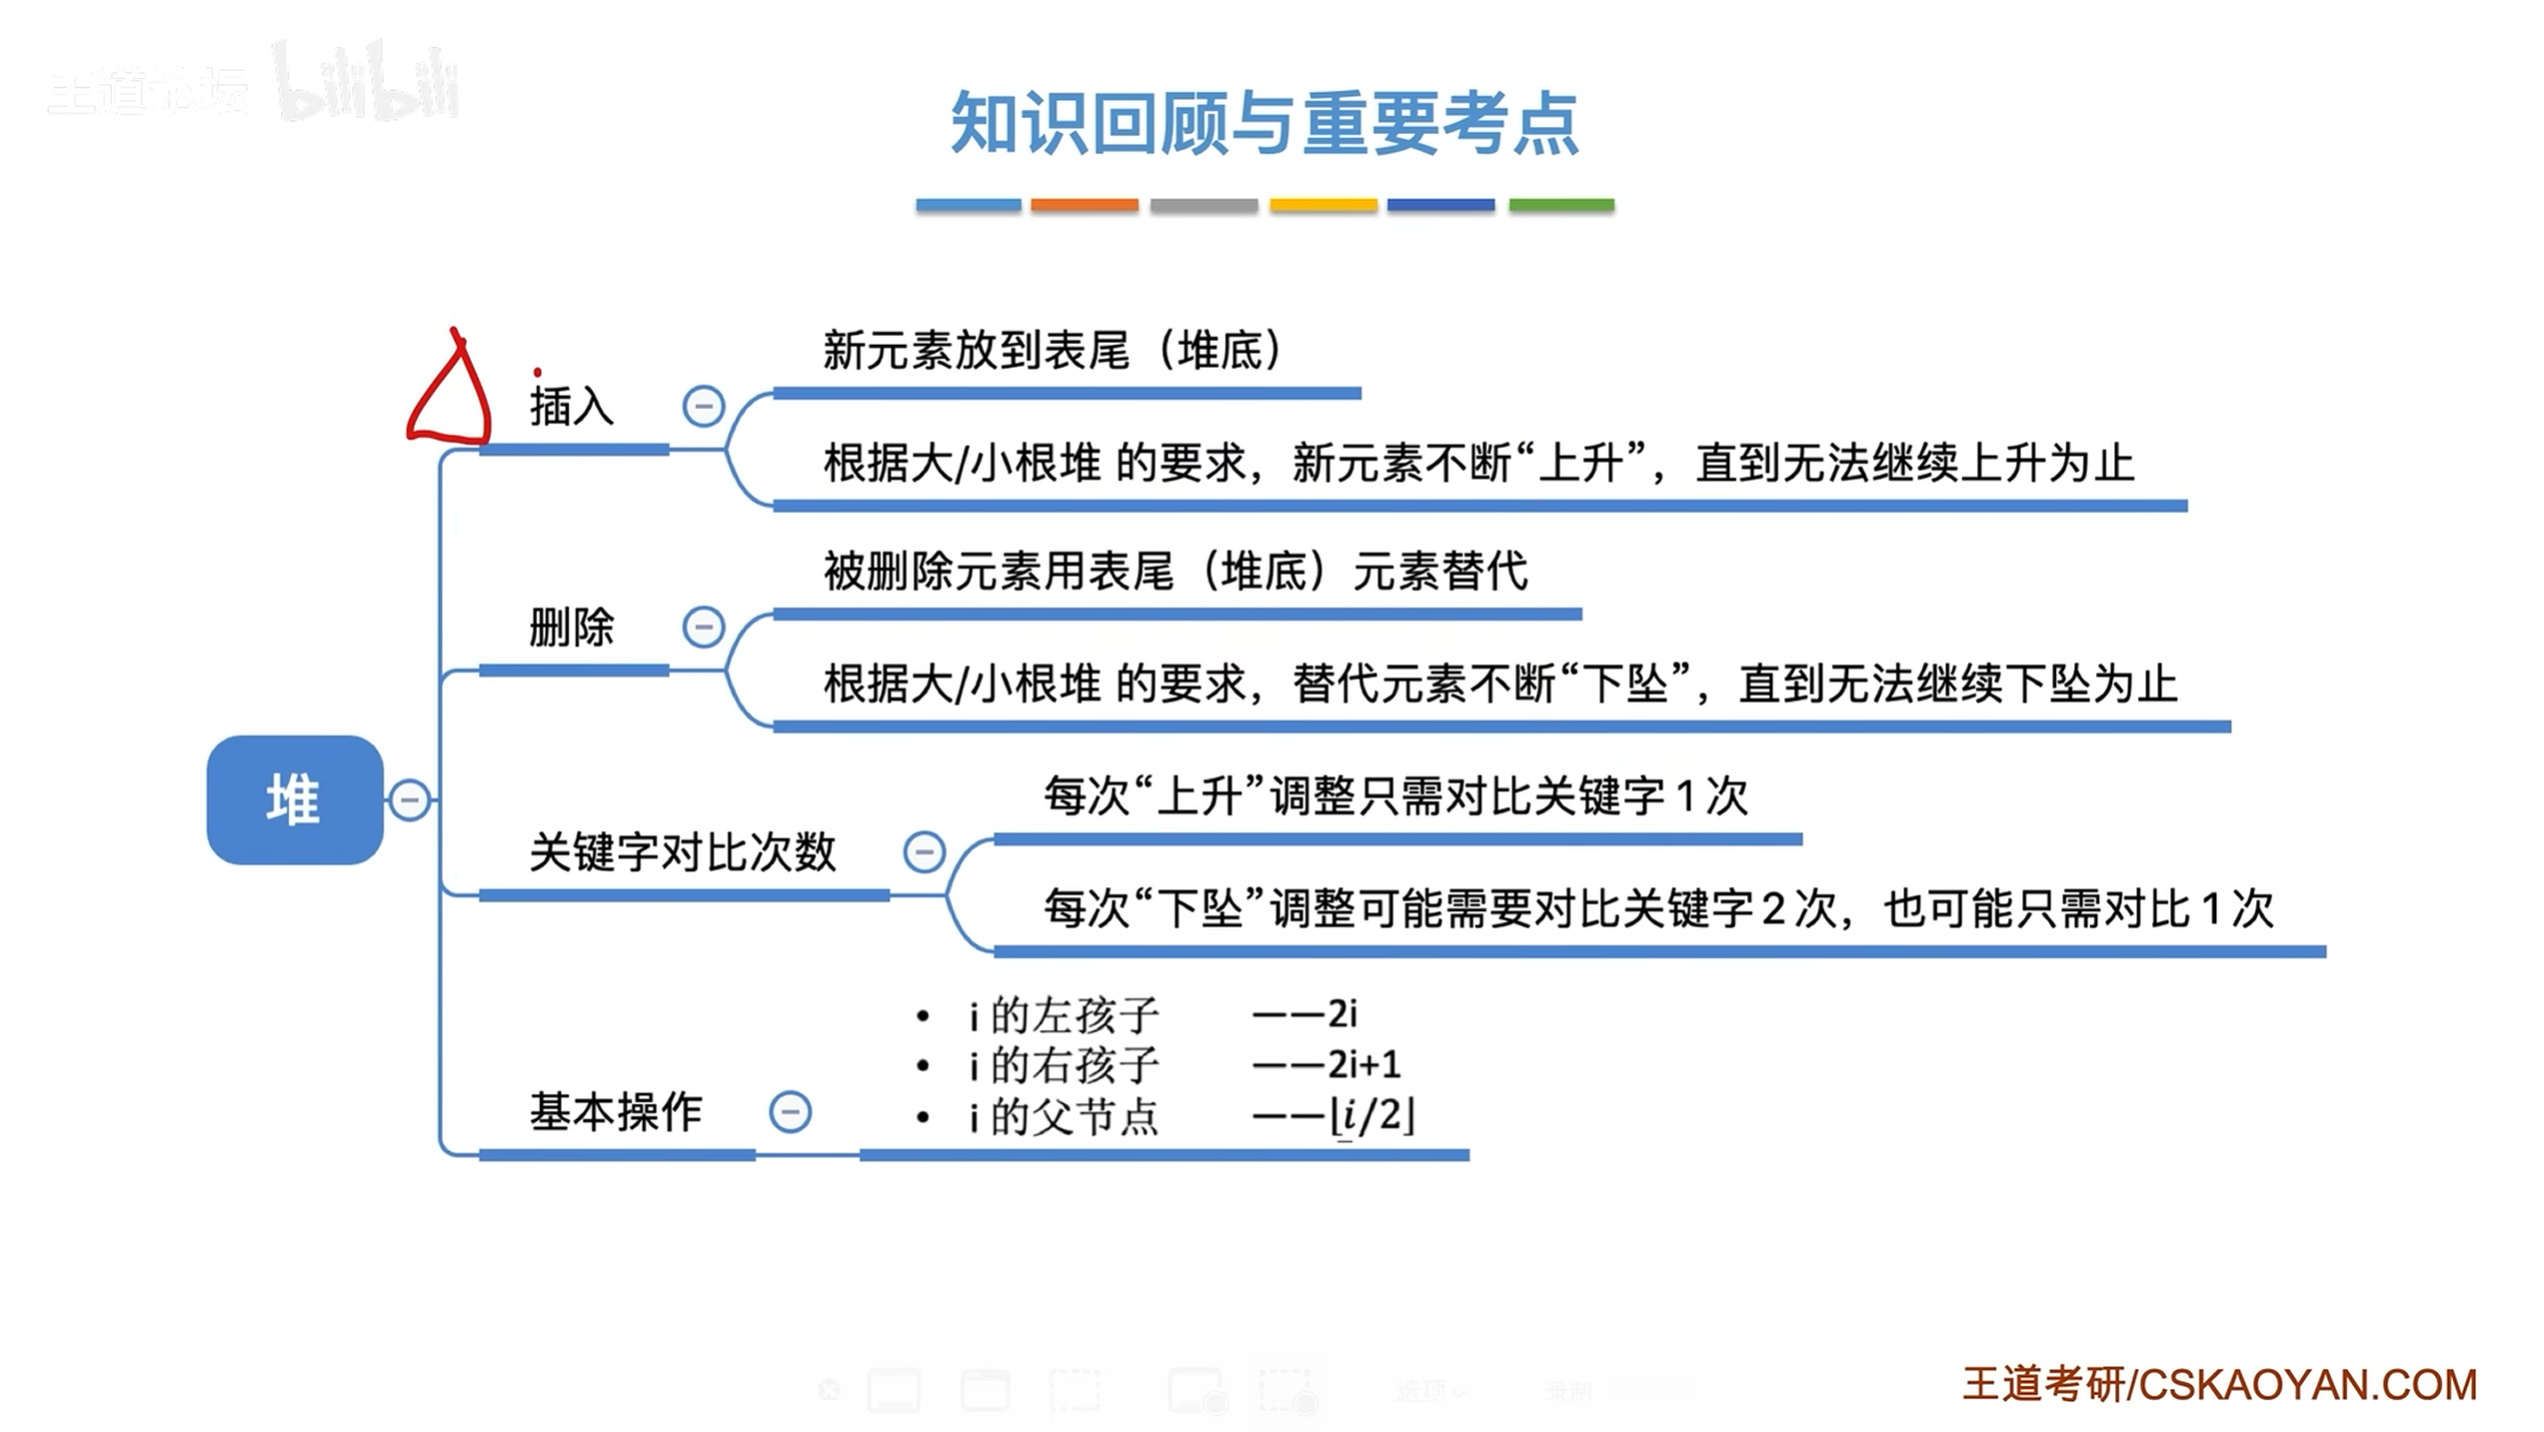 王道论坛 bilibili
知识回顾与重要考点
新元素放到表尾（堆底）
插入
根据大/小根堆 的要求，新元素不断“上升”，直到无法继续上升为止
被删除元素用表尾（堆底）元素替代
删除
根据大/小根堆 的要求，替代元素不断“下坠”，直到无法继续下坠为止
堆
每次“上升”调整只需对比关键字1次
关键字对比次数
每次“下坠”调整可能需要对比关键字2次，也可能只需对比1次
• i 的左孩子 ——2i
• i 的右孩子 ——2i+1
• i 的父节点 ——⌊i/2⌋
基本操作
选项 录制
王道考研/CSKAOYAN.COM